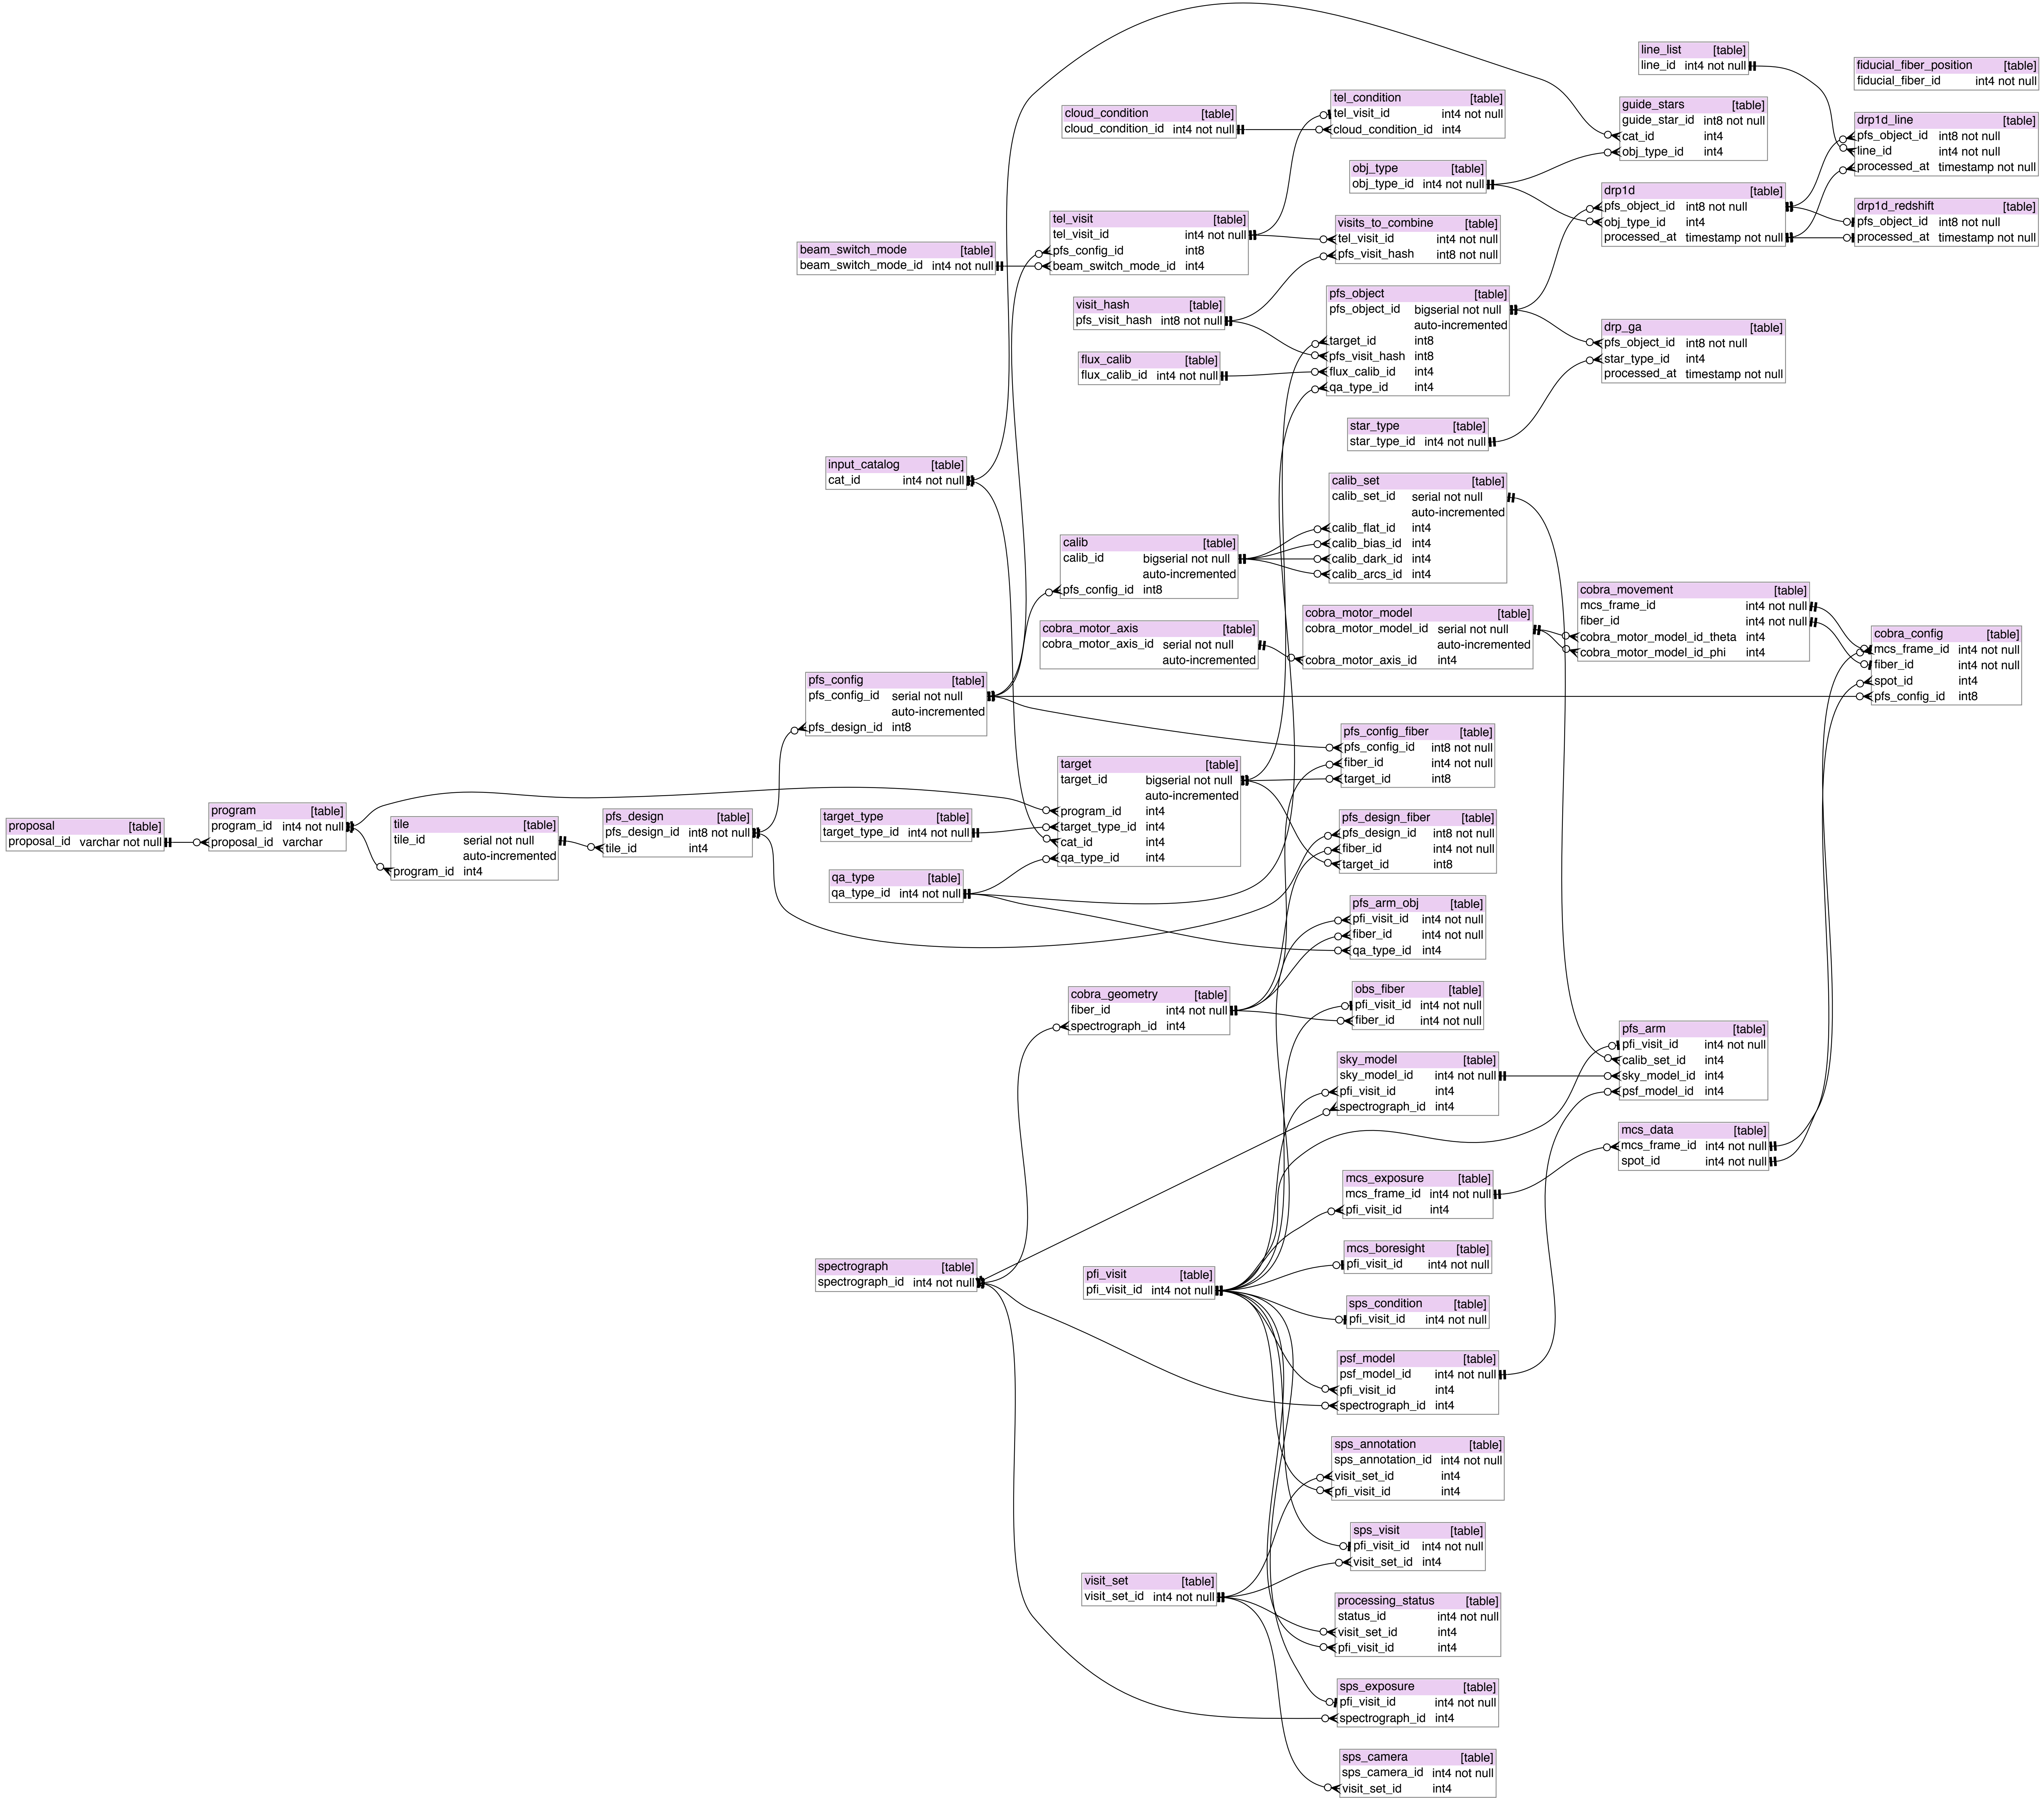 proposal [table]
proposal_id varchar not null
program [table]
program_id int4 not null
proposal_id varchar
tile [table]
tile_id serial not null
auto-incremented
program_id int4
pfs_design [table]
pfs_design_id int8 not null
tile_id int4
beam_switch_mode [table]
beam_switch_mode_id int4 not null
input_catalog [table]
cat_id int4 not null
pfs_config [table]
pfs_config_id serial not null
auto-incremented
pfs_design_id int8
target_type [table]
target_type_id int4 not null
qa_type [table]
qa_type_id int4 not null
spectrograph [table]
spectrograph_id int4 not null
cloud_condition [table]
cloud_condition_id int4 not null
tel_visit [table]
tel_visit_id int4 not null
pfs_config_id int8
beam_switch_mode_id int4
visit_hash [table]
pfs_visit_hash int8 not null
flux_calib [table]
flux_calib_id int4 not null
calib [table]
calib_id bigserial not null
auto-incremented
pfs_config_id int8
cobra_motor_axis [table]
cobra_motor_axis_id serial not null
auto-incremented
target [table]
target_id bigserial not null
auto-incremented
program_id int4
target_type_id int4
cat_id int4
qa_type_id int4
cobra_geometry [table]
fiber_id int4 not null
spectrograph_id int4
pfi_visit [table]
pfi_visit_id int4 not null
visit_set [table]
visit_set_id int4 not null
tel_condition [table]
tel_visit_id int4 not null
cloud_condition_id int4
obj_type [table]
obj_type_id int4 not null
visits_to_combine [table]
tel_visit_id int4 not null
pfs_visit_hash int8 not null
pfs_object [table]
pfs_object_id bigserial not null
auto-incremented
target_id int8
pfs_visit_hash int8
flux_calib_id int4
qa_type_id int4
star_type [table]
star_type_id int4 not null
calib_set [table]
calib_set_id serial not null
auto-incremented
calib_flat_id int4
calib_bias_id int4
calib_dark_id int4
calib_arcs_id int4
cobra_motor_model [table]
cobra_motor_model_id serial not null
auto-incremented
cobra_motor_axis_id int4
pfs_config_fiber [table]
pfs_config_id int8 not null
fiber_id int4 not null
target_id int8
pfs_design_fiber [table]
pfs_design_id int8 not null
fiber_id int4 not null
target_id int8
pfs_arm_obj [table]
pfi_visit_id int4 not null
fiber_id int4 not null
qa_type_id int4
obs_fiber [table]
pfi_visit_id int4 not null
fiber_id int4 not null
sky_model [table]
sky_model_id int4 not null
pfi_visit_id int4
spectrograph_id int4
mcs_exposure [table]
mcs_frame_id int4 not null
pfi_visit_id int4
mcs_boresight [table]
pfi_visit_id int4 not null
sps_condition [table]
pfi_visit_id int4 not null
psf_model [table]
psf_model_id int4 not null
pfi_visit_id int4
spectrograph_id int4
sps_annotation [table]
sps_annotation_id int4 not null
visit_set_id int4
pfi_visit_id int4
sps_visit [table]
pfi_visit_id int4 not null
visit_set_id int4
processing_status [table]
status_id int4 not null
visit_set_id int4
pfi_visit_id int4
sps_exposure [table]
pfi_visit_id int4 not null
spectrograph_id int4
sps_camera [table]
sps_camera_id int4 not null
visit_set_id int4
line_list [table]
line_id int4 not null
guide_stars [table]
guide_star_id int8 not null
cat_id int4
obj_type_id int4
drp1d [table]
pfs_object_id int8 not null
obj_type_id int4
processed_at timestamp not null
drp_ga [table]
pfs_object_id int8 not null
star_type_id int4
processed_at timestamp not null
cobra_movement [table]
mcs_frame_id int4 not null
fiber_id int4 not null
cobra_motor_model_id_theta int4
cobra_motor_model_id_phi int4
pfs_arm [table]
pfi_visit_id int4 not null
calib_set_id int4
sky_model_id int4
psf_model_id int4
mcs_data [table]
mcs_frame_id int4 not null
spot_id int4 not null
fiducial_fiber_position [table]
fiducial_fiber_id int4 not null
drp1d_line [table]
pfs_object_id int8 not null
line_id int4 not null
processed_at timestamp not null
drp1d_redshift [table]
pfs_object_id int8 not null
processed_at timestamp not null
cobra_config [table]
mcs_frame_id int4 not null
fiber_id int4 not null
spot_id int4
pfs_config_id int8